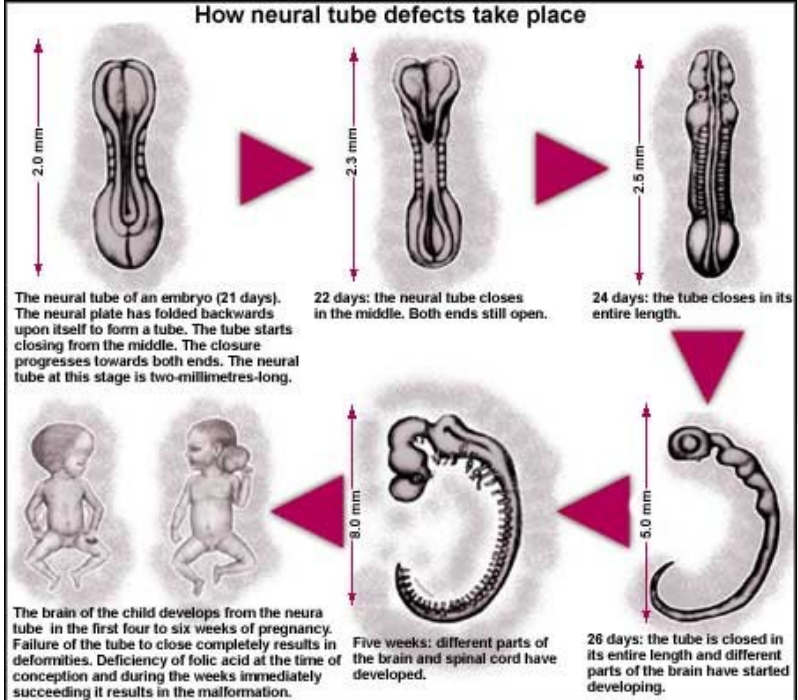 How neural tube defects take place
2.0 mm
2.3 mm
2.5 mm
The neural tube of an embryo (21 days).
The neural plate has folded backwards
upon itself to form a tube. The tube starts
closing from the middle. The closure
progresses towards both ends. The neural
tube at this stage is two-millimetres-long.
22 days: the neural tube closes
in the middle. Both ends still open.
24 days: the tube closes in its
entire length.
5.0 mm
26 days: the tube is closed in
its entire length and different
parts of the brain have started
developing.
8.0 mm
Five weeks: different parts of
the brain and spinal cord have
developed.
The brain of the child develops from the neura
tube in the first four to six weeks of pregnancy.
Failure of the tube to close completely results in
deformities. Deficiency of folic acid at the time of
conception and during the weeks immediately
succeeding it results in the malformation.